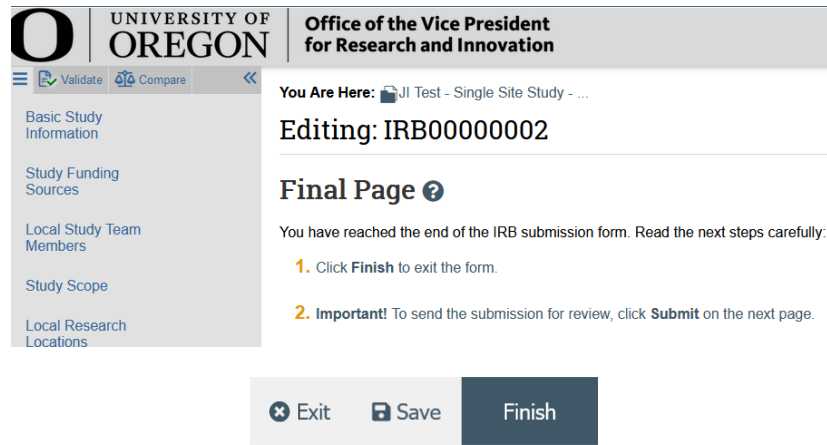 UNIVERSITY OF
OREGON
Office of the Vice President
for Research and Innovation
Validate Compare
Basic Study
Information
Study Funding
Sources
Local Study Team
Members
Study Scope
Local Research
Locations
You Are Here: JI Test - Single Site Study - ...
Editing: IRB00000002
Final Page
You have reached the end of the IRB submission form. Read the next steps carefully:
1. Click Finish to exit the form.
2. Important! To send the submission for review, click Submit on the next page.
Exit Save Finish